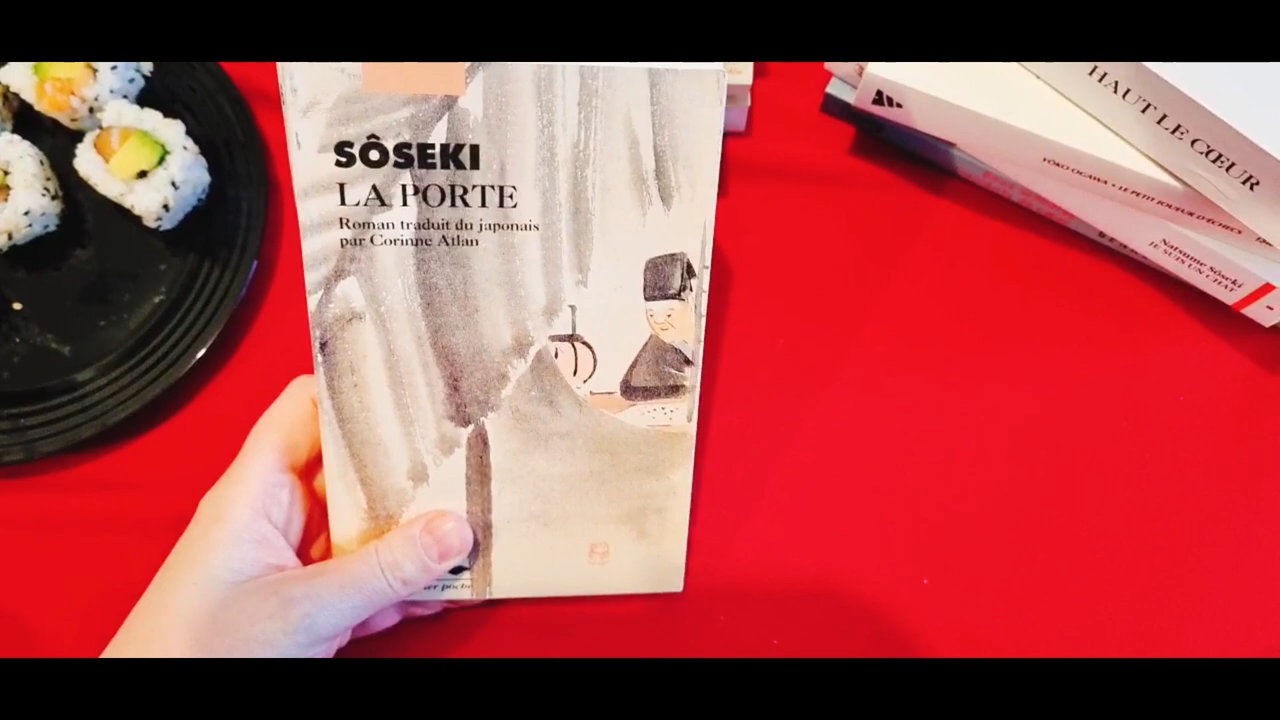 SÔSEKI
LA PORTE
Roman traduit du japonais
par Corinne Atlan
HAUT LE CŒUR
YÔKO OGAWA • LE PETIT JOUEUR D'ÉCHECS
Natsume Sôseki
JE SUIS UN CHAT